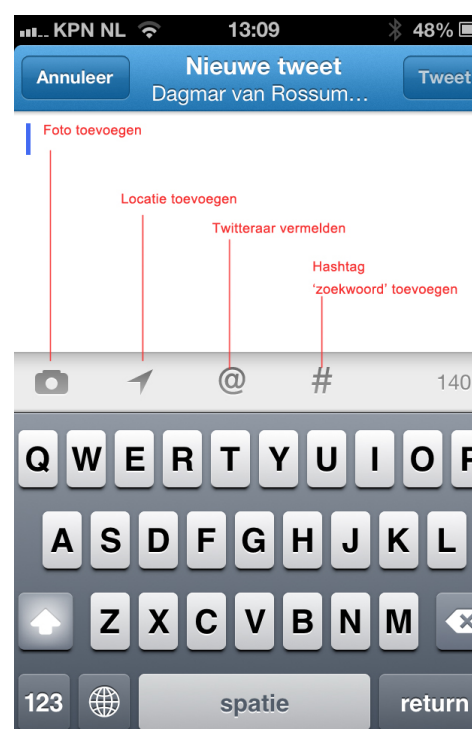 KPN NL 13:09 48%
Annuleer Nieuwe tweet Tweet
Dagmar van Rossum...
Foto toevoegen
Locatie toevoegen
Twitteraar vermelden
Hashtag
‘zoekwoord’ toevoegen
@ # 140
Q W E R T Y U I O P
A S D F G H J K L
Z X C V B N M
123 spatie return